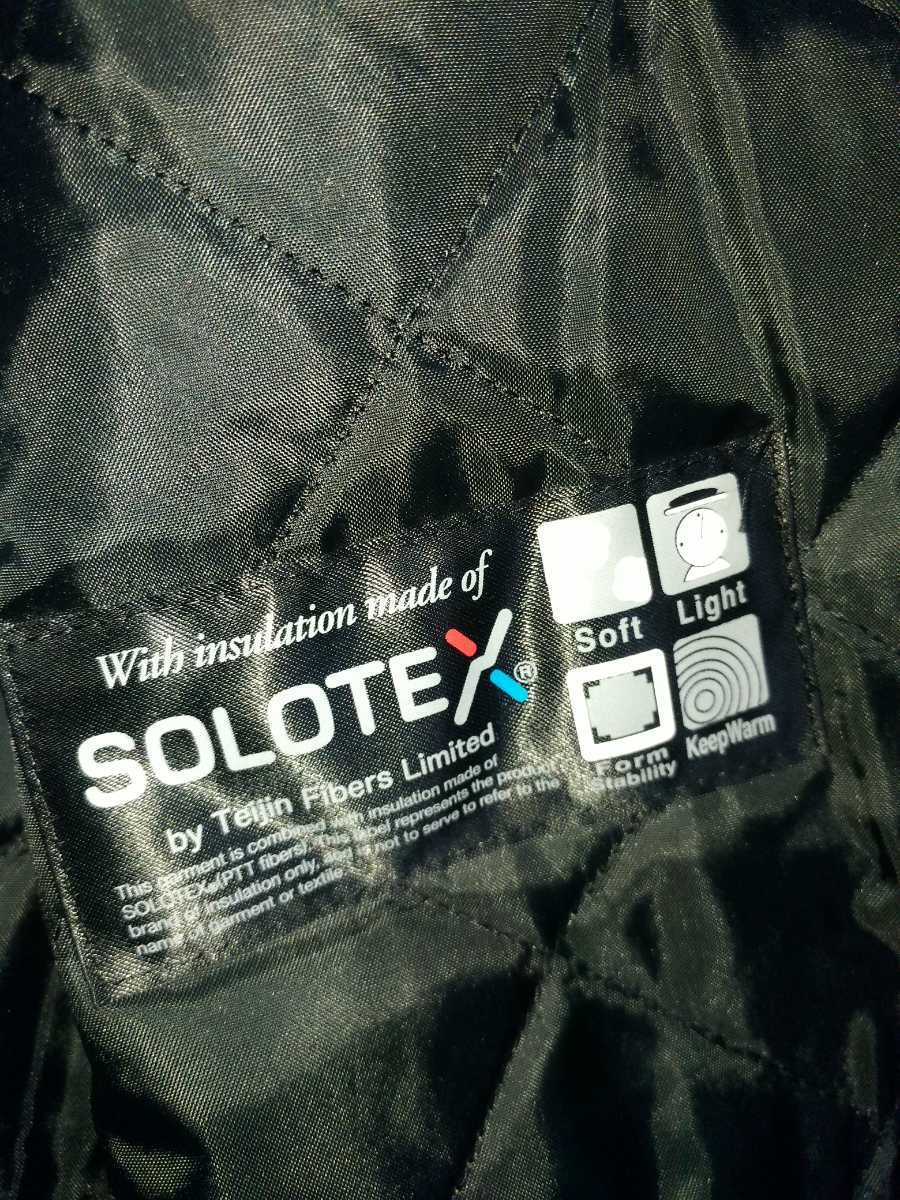 With insulation made of
SOLOTEX®
by Teijin Fibers Limited
This garment is combined with insulation made of
SOLOTEX®(PTT fibers). This label represents the product
brand of insulation only, and is not to serve to refer to the
name of garment or textile.
Soft
Light
Form
Stability
KeepWarm